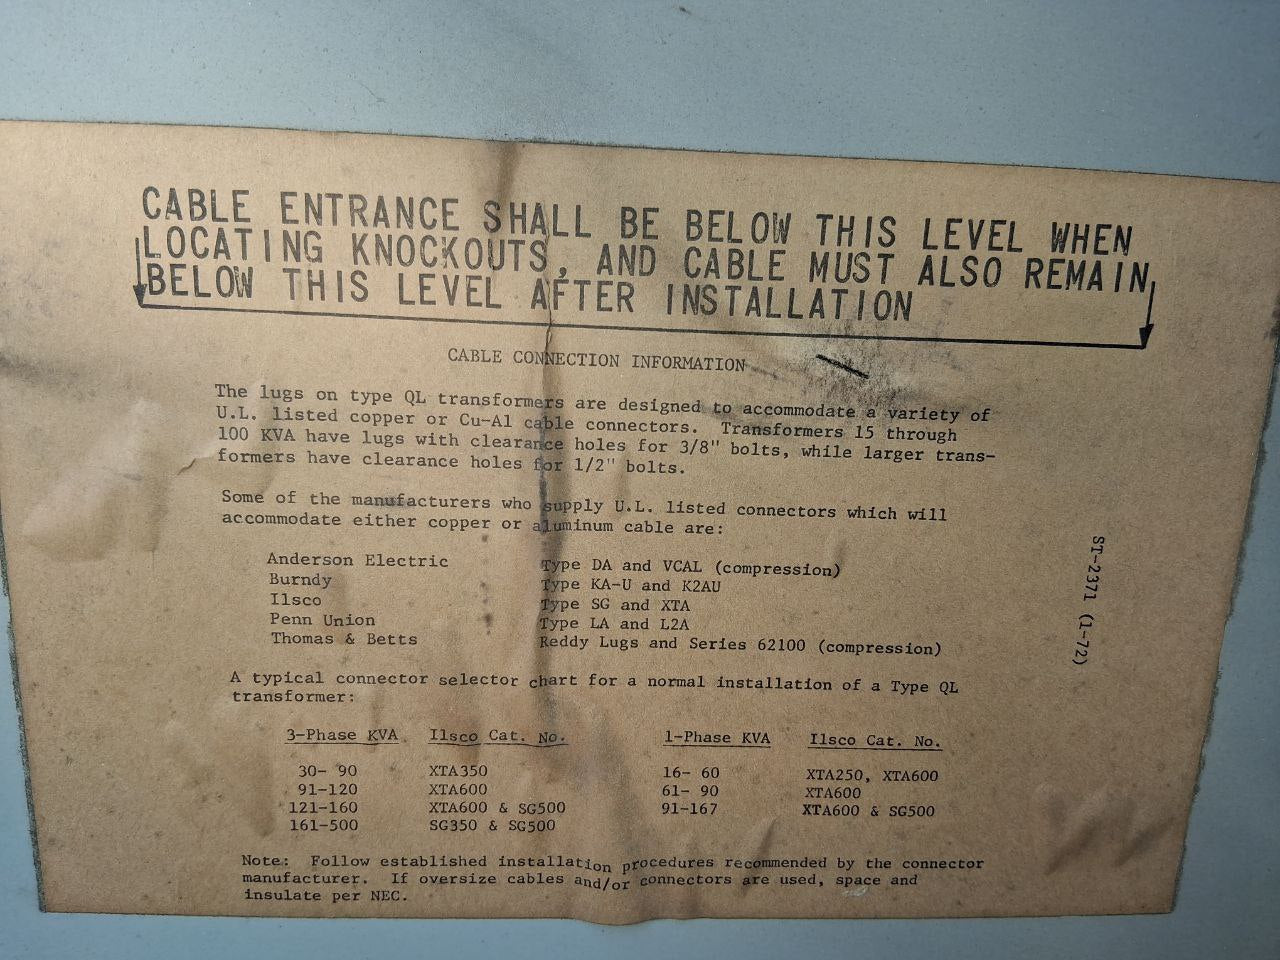 CABLE ENTRANCE SHALL BE BELOW THIS LEVEL WHEN
LOCATING KNOCKOUTS, AND CABLE MUST ALSO REMAIN
BELOW THIS LEVEL AFTER INSTALLATION
CABLE CONNECTION INFORMATION
The lugs on type QL transformers are designed to accommodate a variety of
U.L. listed copper or Cu-Al cable connectors. Transformers 15 through
100 KVA have lugs with clearance holes for 3/8" bolts, while larger trans-
formers have clearance holes for 1/2" bolts.
Some of the manufacturers who supply U.L. listed connectors which will
accommodate either copper or aluminum cable are:
Anderson Electric Type DA and VCAL (compression)
Burndy Type KA-U and K2AU
Ilsco Type SG and XTA
Penn Union Type LA and L2A
Thomas & Betts Reddy Lugs and Series 62100 (compression)
A typical connector selector chart for a normal installation of a Type QL
transformer:
3-Phase KVA Ilsco Cat. No. 1-Phase KVA Ilsco Cat. No.
30- 90 XTA350 16- 60 XTA250, XTA600
91-120 XTA600 61- 90 XTA600
121-160 XTA600 & SG500 91-167 XTA600 & SG500
161-500 SG350 & SG500
Note: Follow established installation procedures recommended by the connector
manufacturer. If oversize cables and/or connectors are used, space and
insulate per NEC.
ST-2371 (1-72)